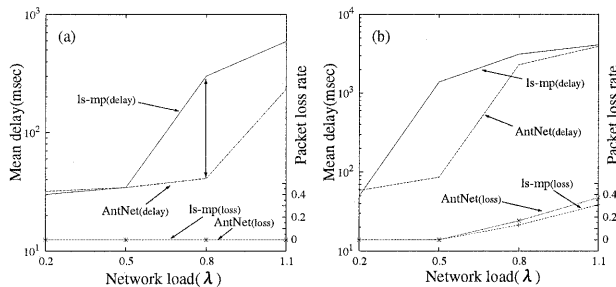 (a)
Mean delay(msec)
10³
10²
10¹
ls-mp(delay)
AntNet(delay)
ls-mp(loss)
AntNet(loss)
0.2 0.5 0.8 1.1
Network load(λ)
0.4
0.2
0
Packet loss rate
(b)
Mean delay(msec)
10⁴
10³
10²
10¹
ls-mp(delay)
AntNet(delay)
ls-mp(loss)
AntNet(loss)
0.2 0.5 0.8 1.1
Network load(λ)
0.4
0.2
0
Packet loss rate